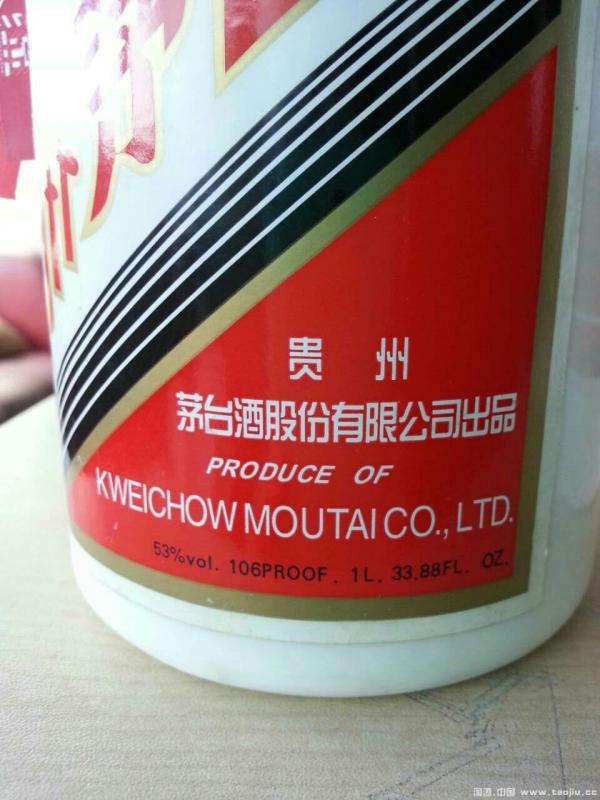 贵 州
茅台酒股份有限公司出品
PRODUCE OF
KWEICHOW MOUTAI CO., LTD.
53%vol. 106PROOF. 1L. 33.88FL. OZ.
淘酒.中国 www.taojiu.cc